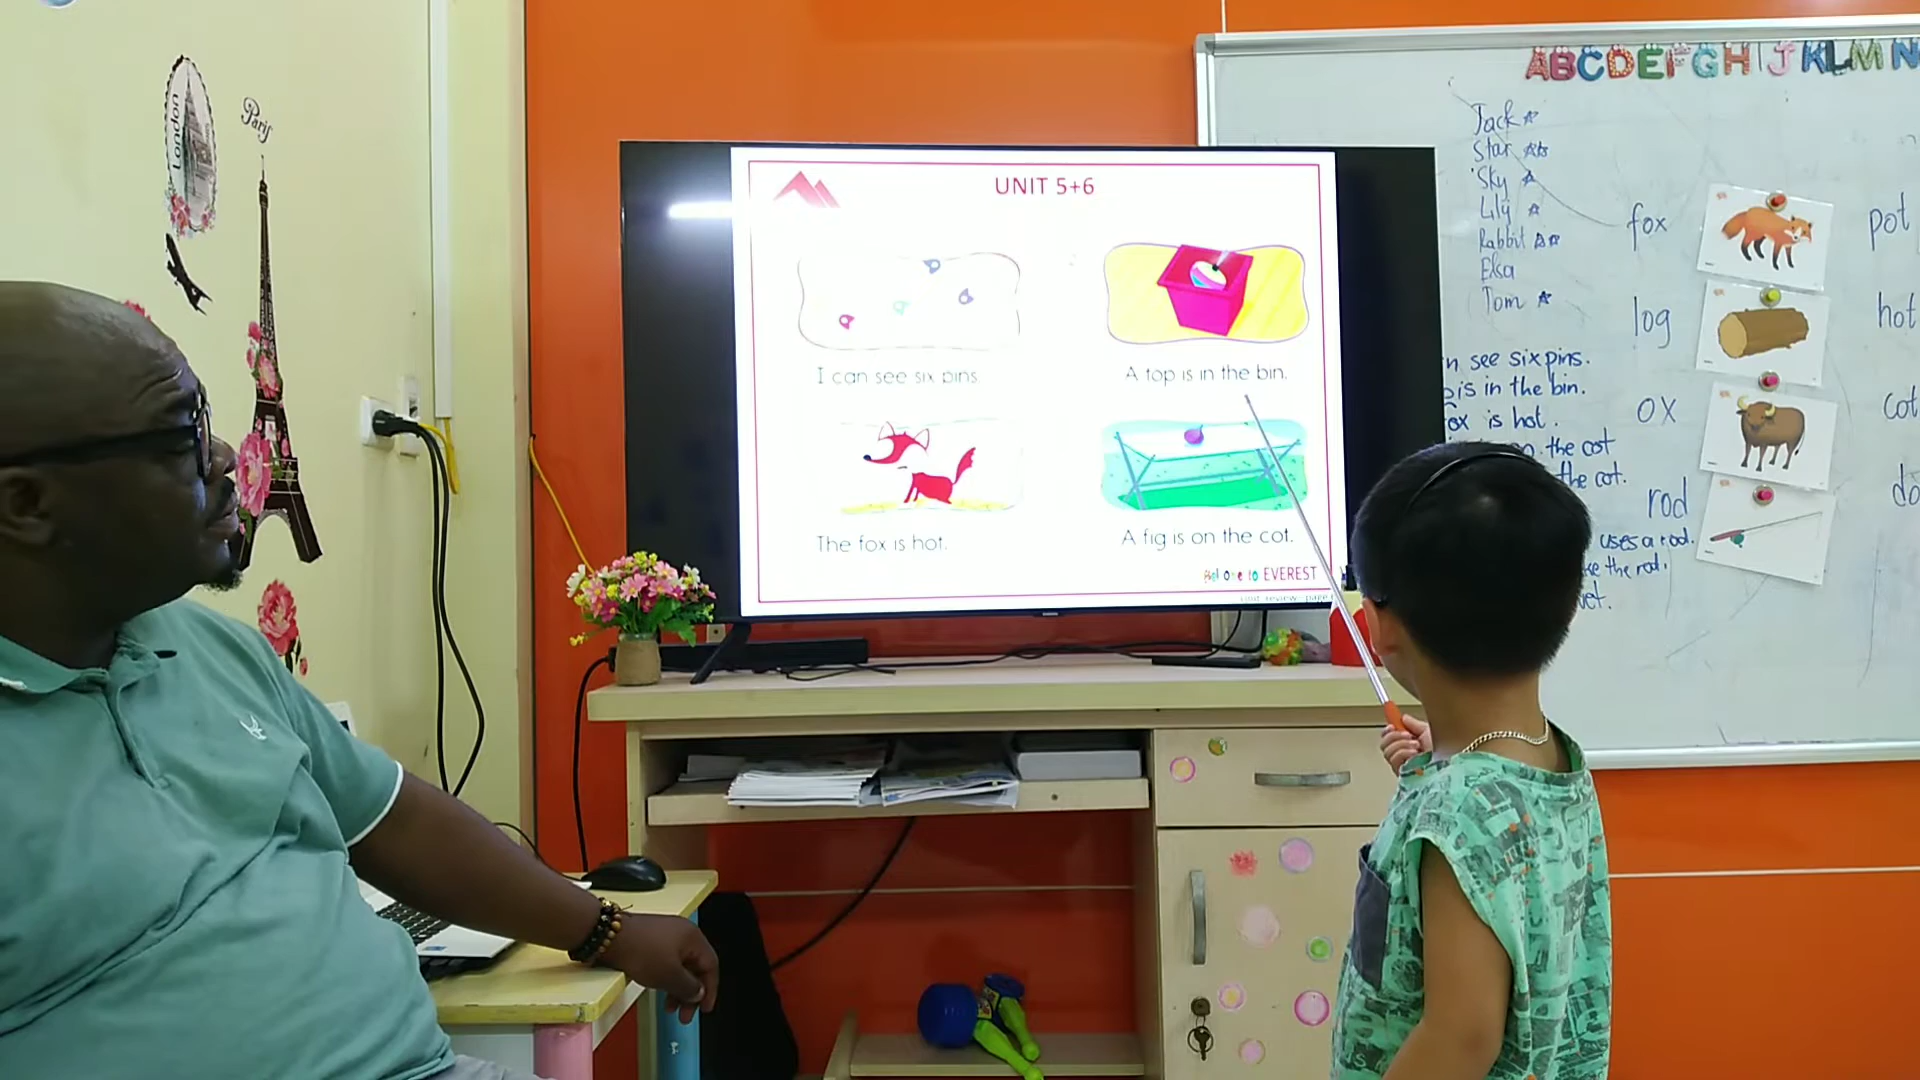 London
Paris
UNIT 5+6
I can see six pins.
A top is in the bin.
The fox is hot.
A fig is on the cot.
to EVEREST
ABCDEFGHIJKLMN
Jack
Star
Sky
Lily
Rabbit
Elsa
Tom
fox
log
ox
rod
pot
hot
cot
see six pins.
is in the bin.
ox is hot.
the cot
the cot.
uses a rod.
the rod.